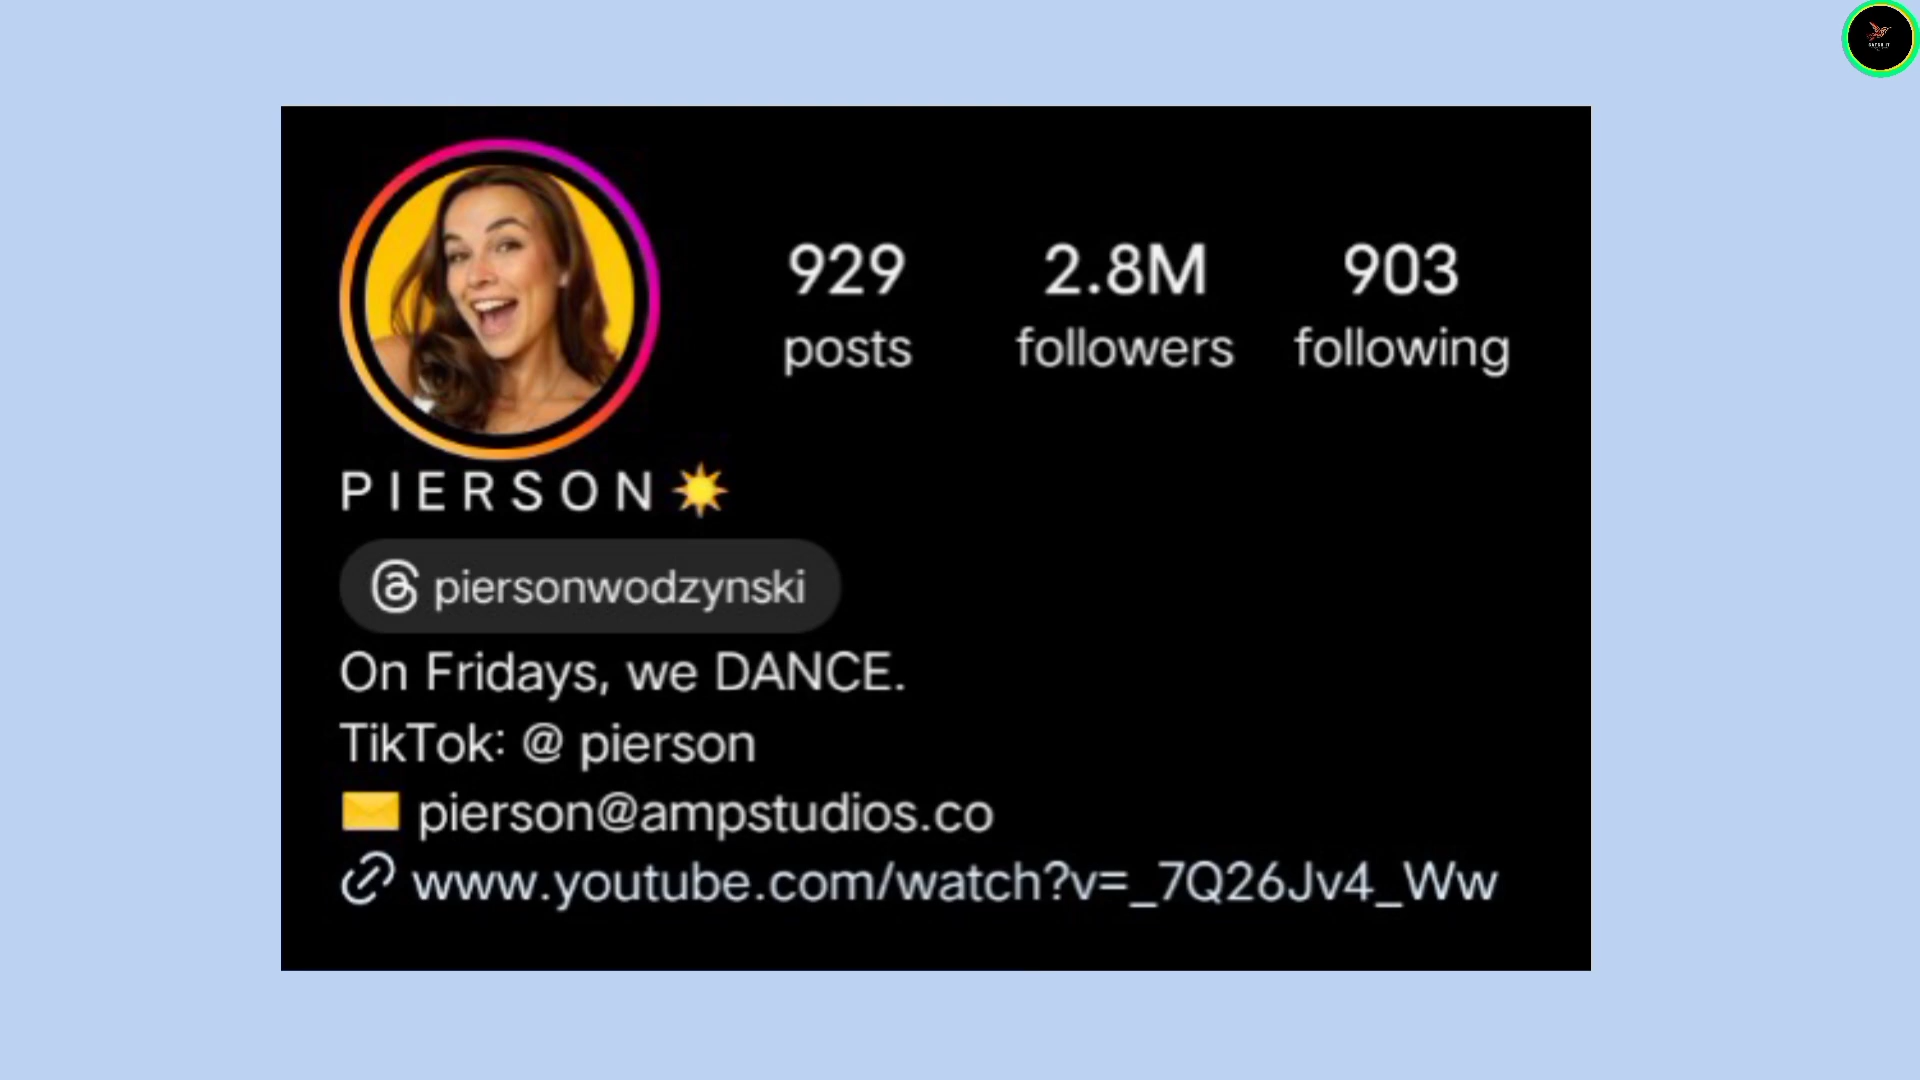 929 2.8M 903
posts followers following
P I E R S O N
piersonwodzynski
On Fridays, we DANCE.
TikTok: @ pierson
pierson@ampstudios.co
www.youtube.com/watch?v=_7Q26Jv4_Ww